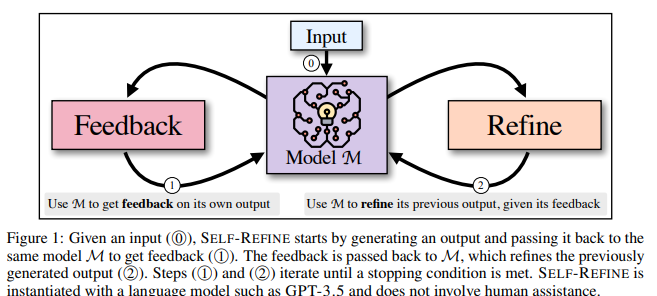 Input
⓪
Feedback
Refine
Model M
①
②
Use M to get feedback on its own output
Use M to refine its previous output, given its feedback
Figure 1: Given an input (⓪), SELF-REFINE starts by generating an output and passing it back to the
same model M to get feedback (①). The feedback is passed back to M, which refines the previously
generated output (②). Steps (①) and (②) iterate until a stopping condition is met. SELF-REFINE is
instantiated with a language model such as GPT-3.5 and does not involve human assistance.